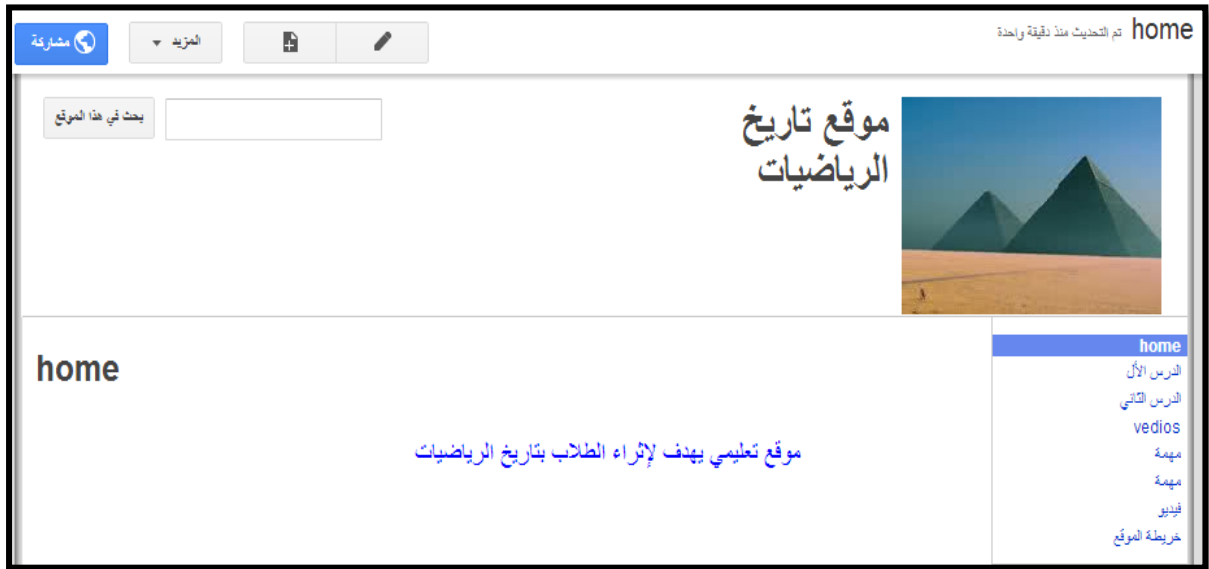 home تم التحديث منذ دقيقة واحدة
المزيد
مشاركة
موقع تاريخ
الرياضيات
بحث في هذا الموقع
home
الدرس الأل
الدرس الثاني
vedios
مهمة
مهمة
فيديو
خريطة الموقع
home
موقع تعليمي يهدف لإثراء الطلاب بتاريخ الرياضيات